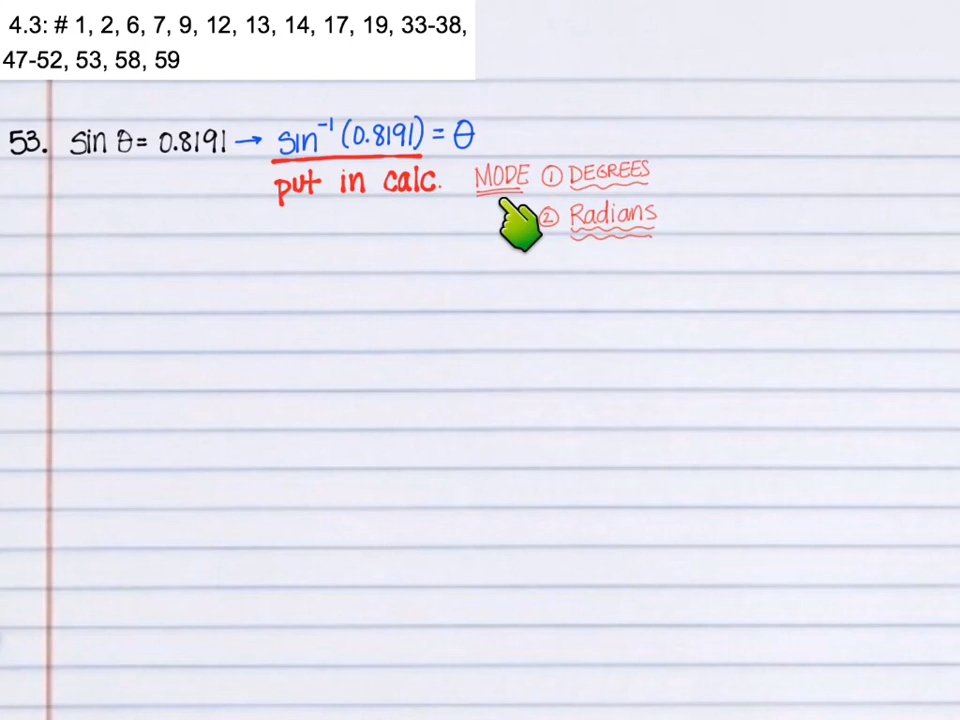 4.3: # 1, 2, 6, 7, 9, 12, 13, 14, 17, 19, 33-38,
47-52, 53, 58, 59
53. sin θ = 0.8191 → sin⁻¹ (0.8191) = θ
put in calc. MODE ① DEGREES
② Radians